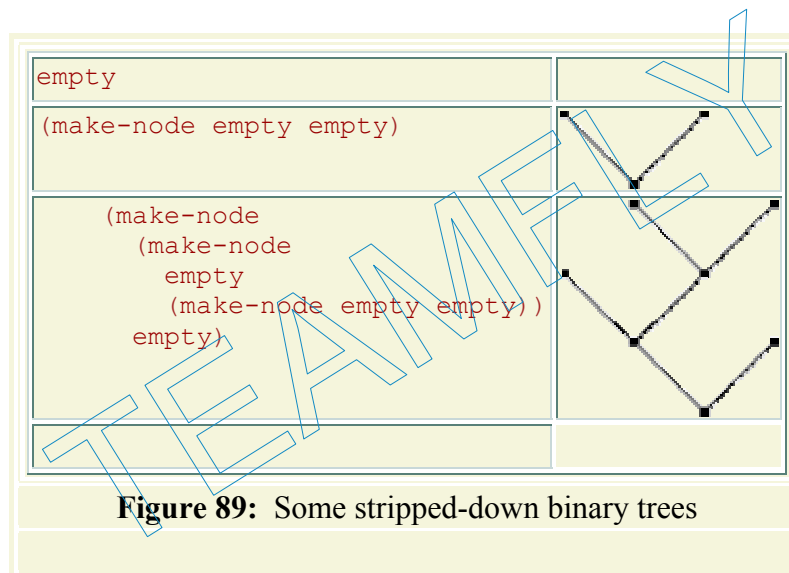 empty
(make-node empty empty)
(make-node
(make-node
empty
(make-node empty empty))
empty)
Figure 89: Some stripped-down binary trees
TEAMFLY